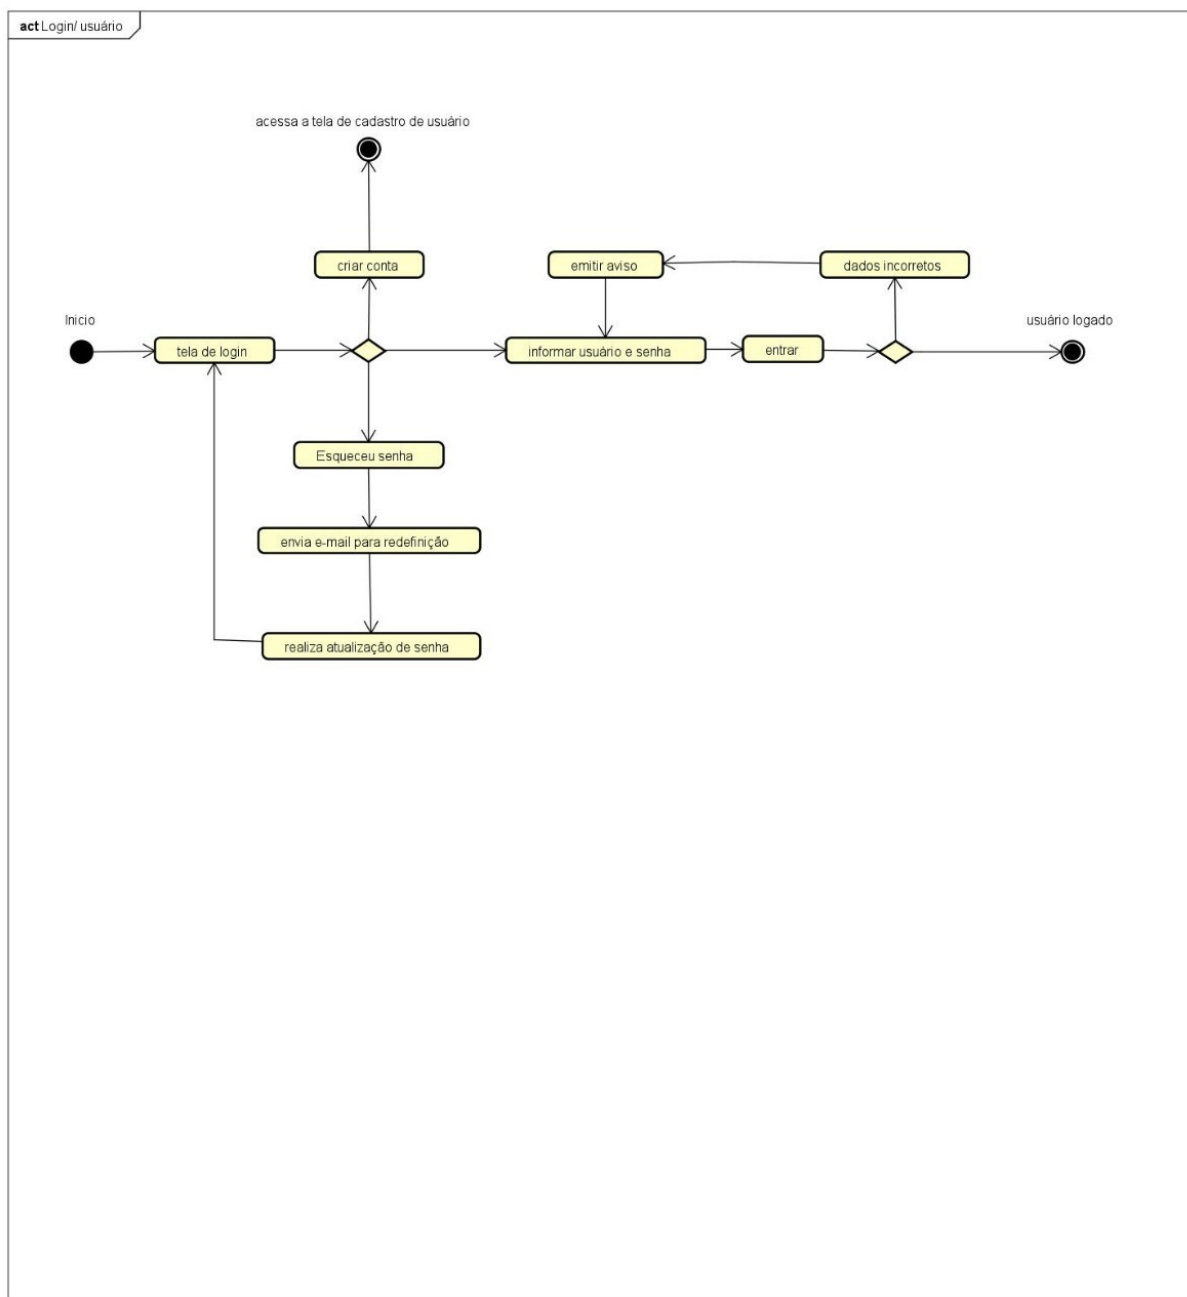 act Login/ usuário
acessa a tela de cadastro de usuário
criar conta
emitir aviso
dados incorretos
Inicio
usuário logado
tela de login
informar usuário e senha
entrar
Esqueceu senha
envia e-mail para redefinição
realiza atualização de senha